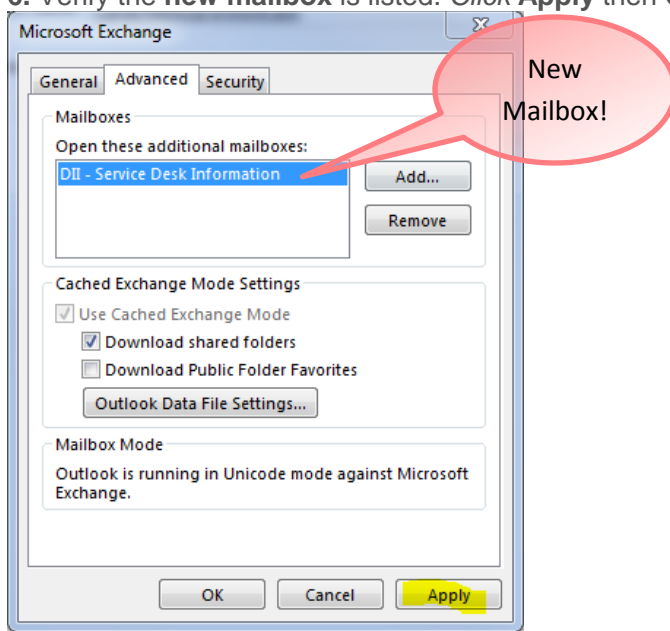 Verify the new mailbox is listed. Click Apply then
Microsoft Exchange
New
Mailbox!
General Advanced Security
Mailboxes
Open these additional mailboxes:
DII - Service Desk Information
Add...
Remove
Cached Exchange Mode Settings
Use Cached Exchange Mode
Download shared folders
Download Public Folder Favorites
Outlook Data File Settings...
Mailbox Mode
Outlook is running in Unicode mode against Microsoft
Exchange.
OK Cancel Apply